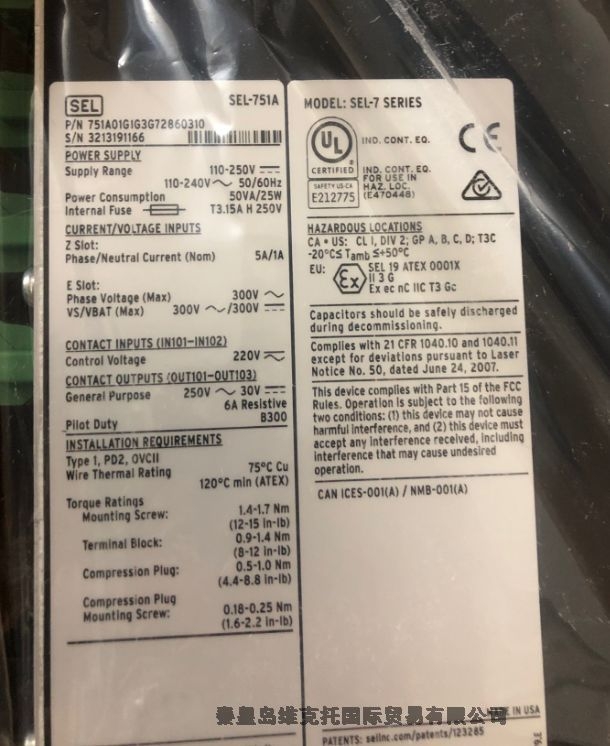 SEL
SEL-751A
P/N 751A01G1G3G72860310
S/N 3213191166
POWER SUPPLY
Supply Range 110-250V ⎓
110-240V ~ 50/60Hz
Power Consumption 50VA/25W
Internal Fuse T3.15A H 250V
CURRENT/VOLTAGE INPUTS
Z Slot:
Phase/Neutral Current (Nom) 5A/1A
E Slot:
Phase Voltage (Max) 300V ~
VS/VBAT (Max) 300V ~/300V ⎓
CONTACT INPUTS (IN101-IN102)
Control Voltage 220V
CONTACT OUTPUTS (OUT101-OUT103)
General Purpose 250V ~ 30V ⎓
6A Resistive
Pilot Duty B300
INSTALLATION REQUIREMENTS
Type 1, PD2, OVCII
Wire Thermal Rating 75°C Cu
120°C min (ATEX)
Torque Ratings
Mounting Screw: 1.4-1.7 Nm
(12-15 in-lb)
Terminal Block: 0.9-1.4 Nm
(8-12 in-lb)
Compression Plug: 0.5-1.0 Nm
(4.4-8.8 in-lb)
Compression Plug
Mounting Screw: 0.18-0.25 Nm
(1.6-2.2 in-lb)
MODEL: SEL-7 SERIES
UL
CERTIFIED
SAFETY US-CA
E212775
IND. CONT. EQ.
IND. CONT. EQ.
FOR USE IN
HAZ. LOC.
(E470448)
CE
HAZARDOUS LOCATIONS
CA • US: CL I, DIV 2; GP A, B, C, D; T3C
-20°C≤ Tamb ≤+50°C
EU: Ex SEL 19 ATEX 0001X
II 3 G
Ex ec nC IIC T3 Gc
Capacitors should be safely discharged
during decommissioning.
Complies with 21 CFR 1040.10 and 1040.11
except for deviations pursuant to Laser
Notice No. 50, dated June 24, 2007.
This device complies with Part 15 of the FCC
Rules. Operation is subject to the following
two conditions: (1) this device may not cause
harmful interference, and (2) this device must
accept any interference received, including
interference that may cause undesired
operation.
CAN ICES-001(A) / NMB-001(A)
秦皇岛维克托国际贸易有限公司
IN USA
PATENTS: selinc.com/patents/123285